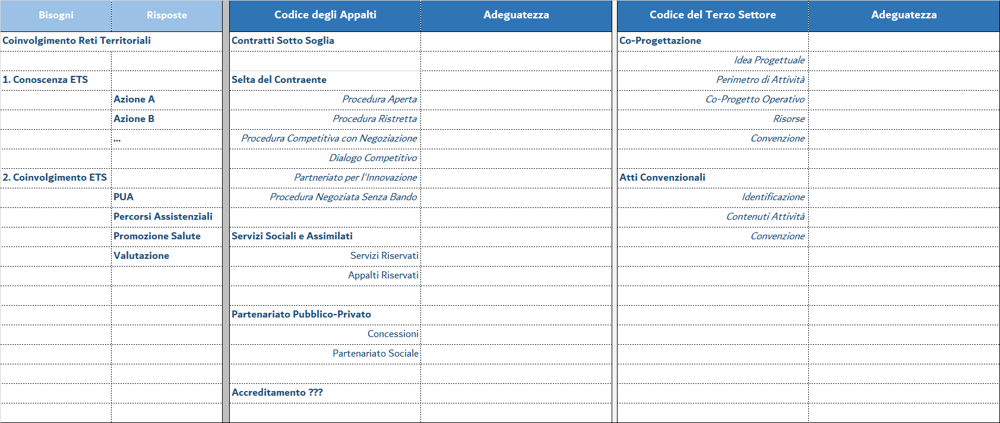 Bisogni Risposte Codice degli Appalti Adeguatezza Codice del Terzo Settore Adeguatezza
Coinvolgimento Reti Territoriali Contratti Sotto Soglia Co-Progettazione
Idea Progettuale
1. Conoscenza ETS Selta del Contraente Perimetro di Attività
Azione A Procedura Aperta Co-Progetto Operativo
Azione B Procedura Ristretta Risorse
... Procedura Competitiva con Negoziazione Convenzione
Dialogo Competitivo
2. Coinvolgimento ETS Partneriato per l'Innovazione Atti Convenzionali
PUA Procedura Negoziata Senza Bando Identificazione
Percorsi Assistenziali Contenuti Attività
Promozione Salute Servizi Sociali e Assimilati Convenzione
Valutazione Servizi Riservati
Appalti Riservati
Partenariato Pubblico-Privato
Concessioni
Partenariato Sociale
Accreditamento ???